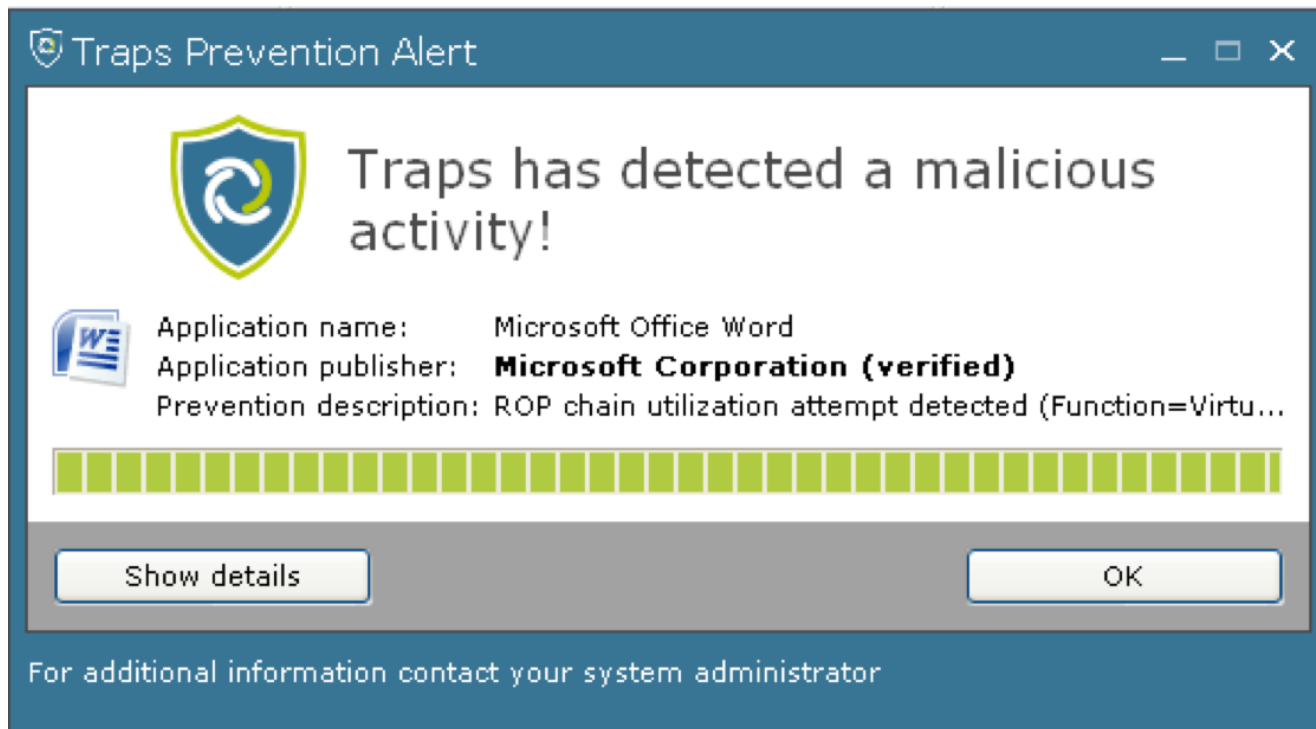 Traps Prevention Alert
Traps has detected a malicious
activity!
Application name: Microsoft Office Word
Application publisher: Microsoft Corporation (verified)
Prevention description: ROP chain utilization attempt detected (Function=Virtu...
Show details OK
For additional information contact your system administrator